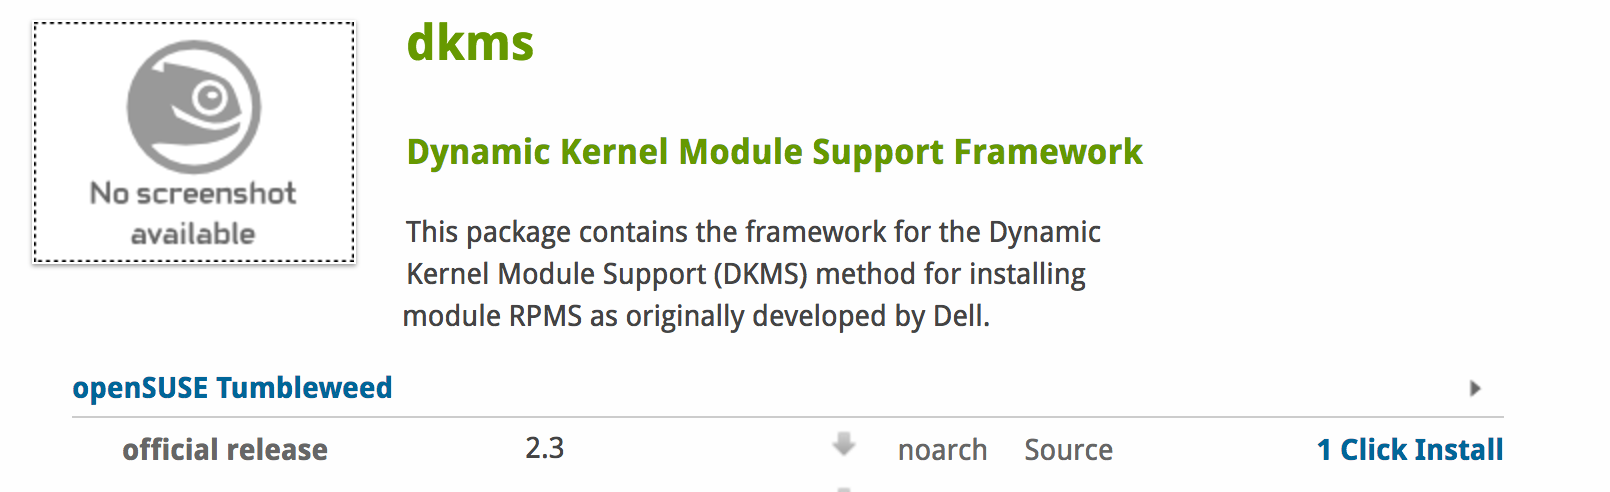 dkms
Dynamic Kernel Module Support Framework
No screenshot
available
This package contains the framework for the Dynamic
Kernel Module Support (DKMS) method for installing
module RPMS as originally developed by Dell.
openSUSE Tumbleweed
official release 2.3 noarch Source 1 Click Install